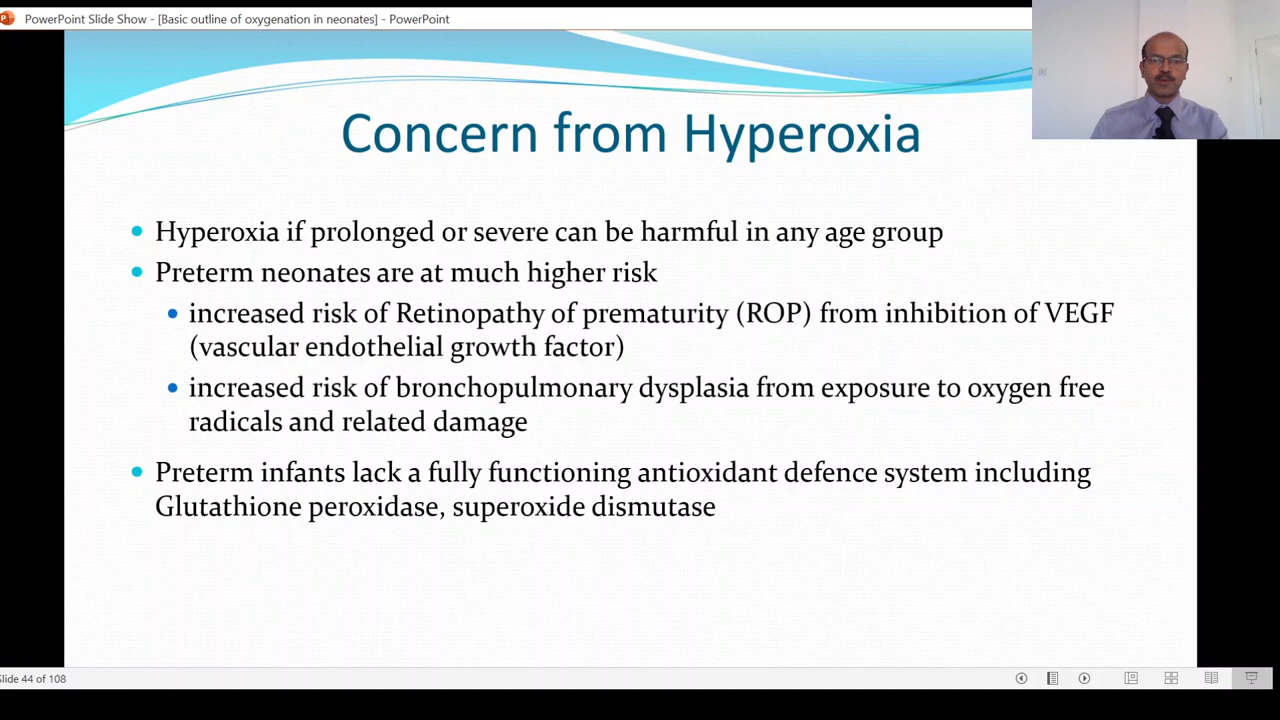 PowerPoint Slide Show - [Basic outline of oxygenation in neonates] - PowerPoint
Concern from Hyperoxia
Hyperoxia if prolonged or severe can be harmful in any age group
Preterm neonates are at much higher risk
increased risk of Retinopathy of prematurity (ROP) from inhibition of VEGF
(vascular endothelial growth factor)
increased risk of bronchopulmonary dysplasia from exposure to oxygen free
radicals and related damage
Preterm infants lack a fully functioning antioxidant defence system including
Glutathione peroxidase, superoxide dismutase
Slide 44 of 108